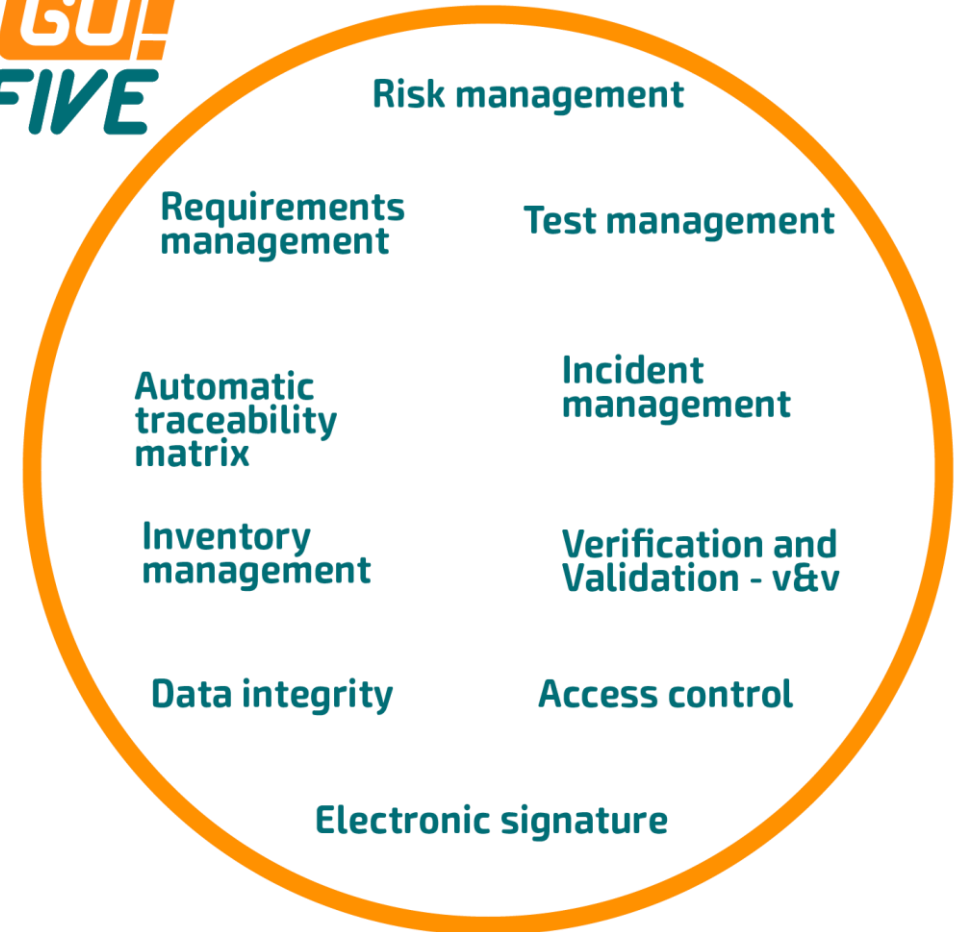 GO!
FIVE
Risk management
Requirements
management
Test management
Automatic
traceability
matrix
Incident
management
Inventory
management
Verification and
Validation - v&v
Data integrity
Access control
Electronic signature